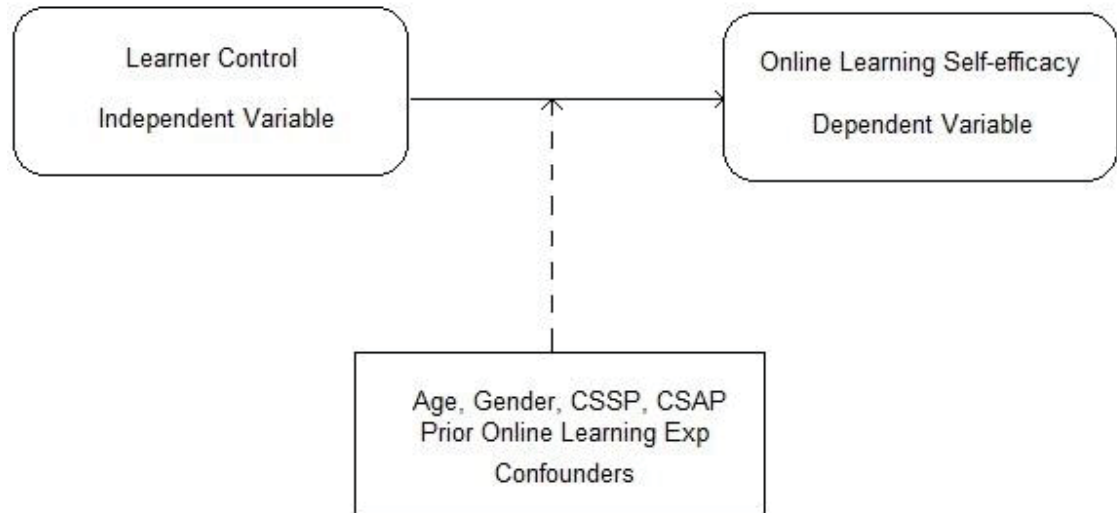 Learner Control
Independent Variable
Online Learning Self-efficacy
Dependent Variable
Age, Gender, CSSP, CSAP
Prior Online Learning Exp
Confounders